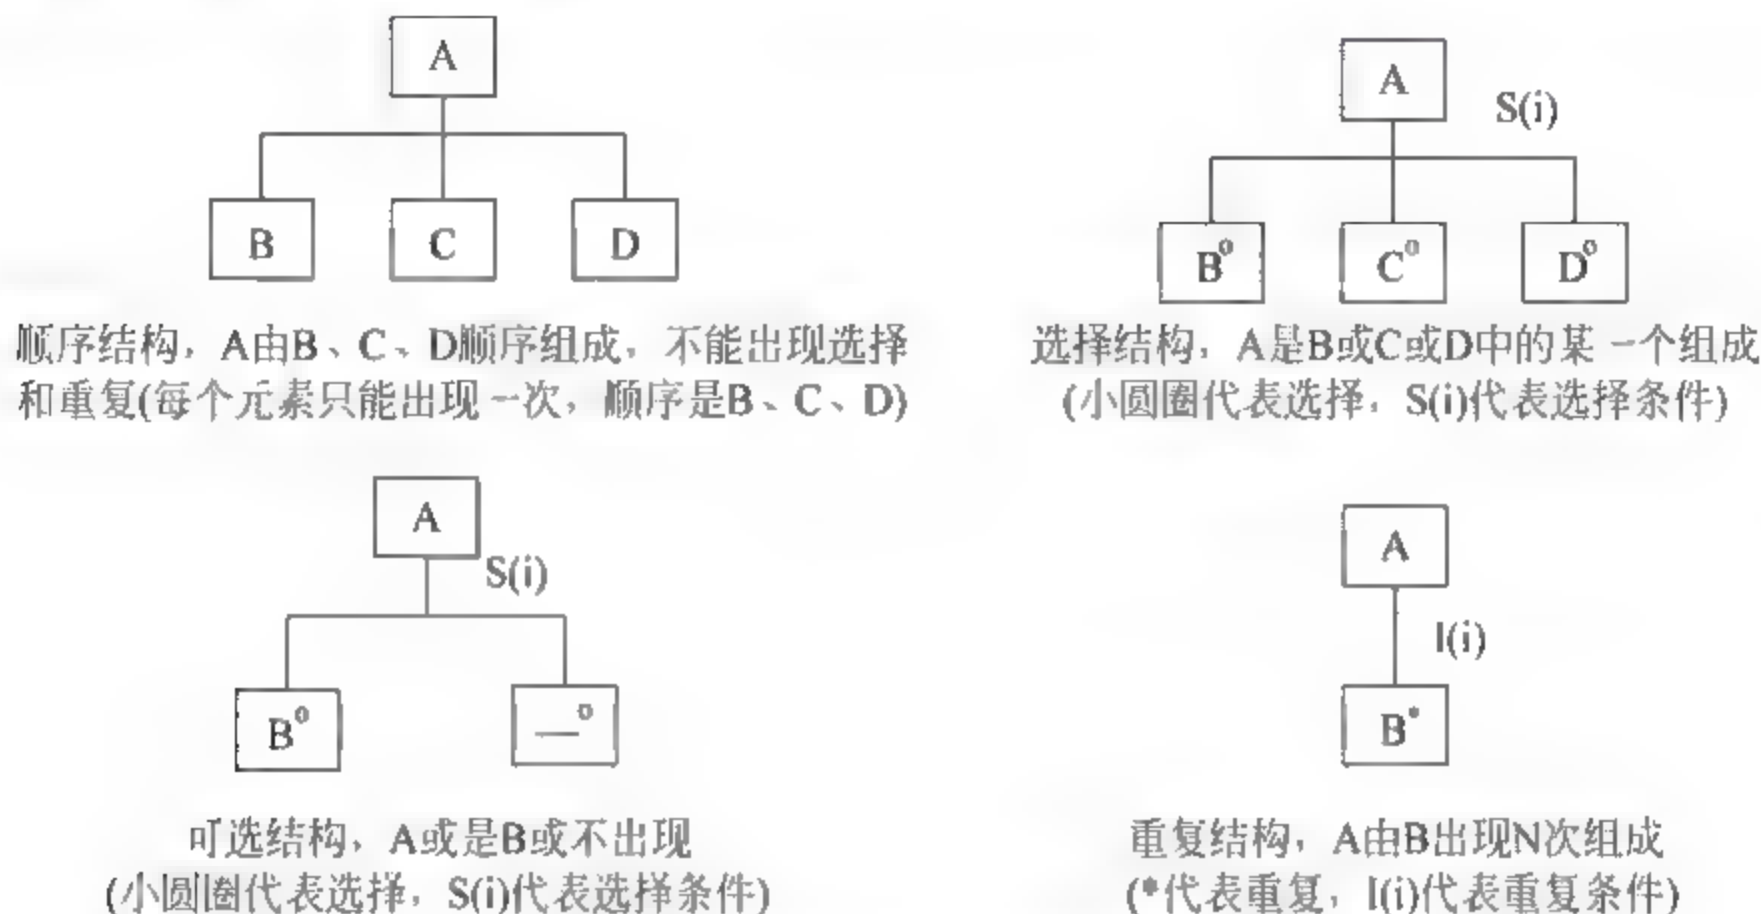 A
B
C
D
顺序结构，A由B、C、D顺序组成，不能出现选择
和重复(每个元素只能出现一次，顺序是B、C、D)
A
S(i)
B°
C°
D°
选择结构，A是B或C或D中的某一个组成
(小圆圈代表选择，S(i)代表选择条件)
A
S(i)
B°
—°
可选结构，A或是B或不出现
(小圆圈代表选择，S(i)代表选择条件)
A
I(i)
B*
重复结构，A由B出现N次组成
(*代表重复，I(i)代表重复条件)